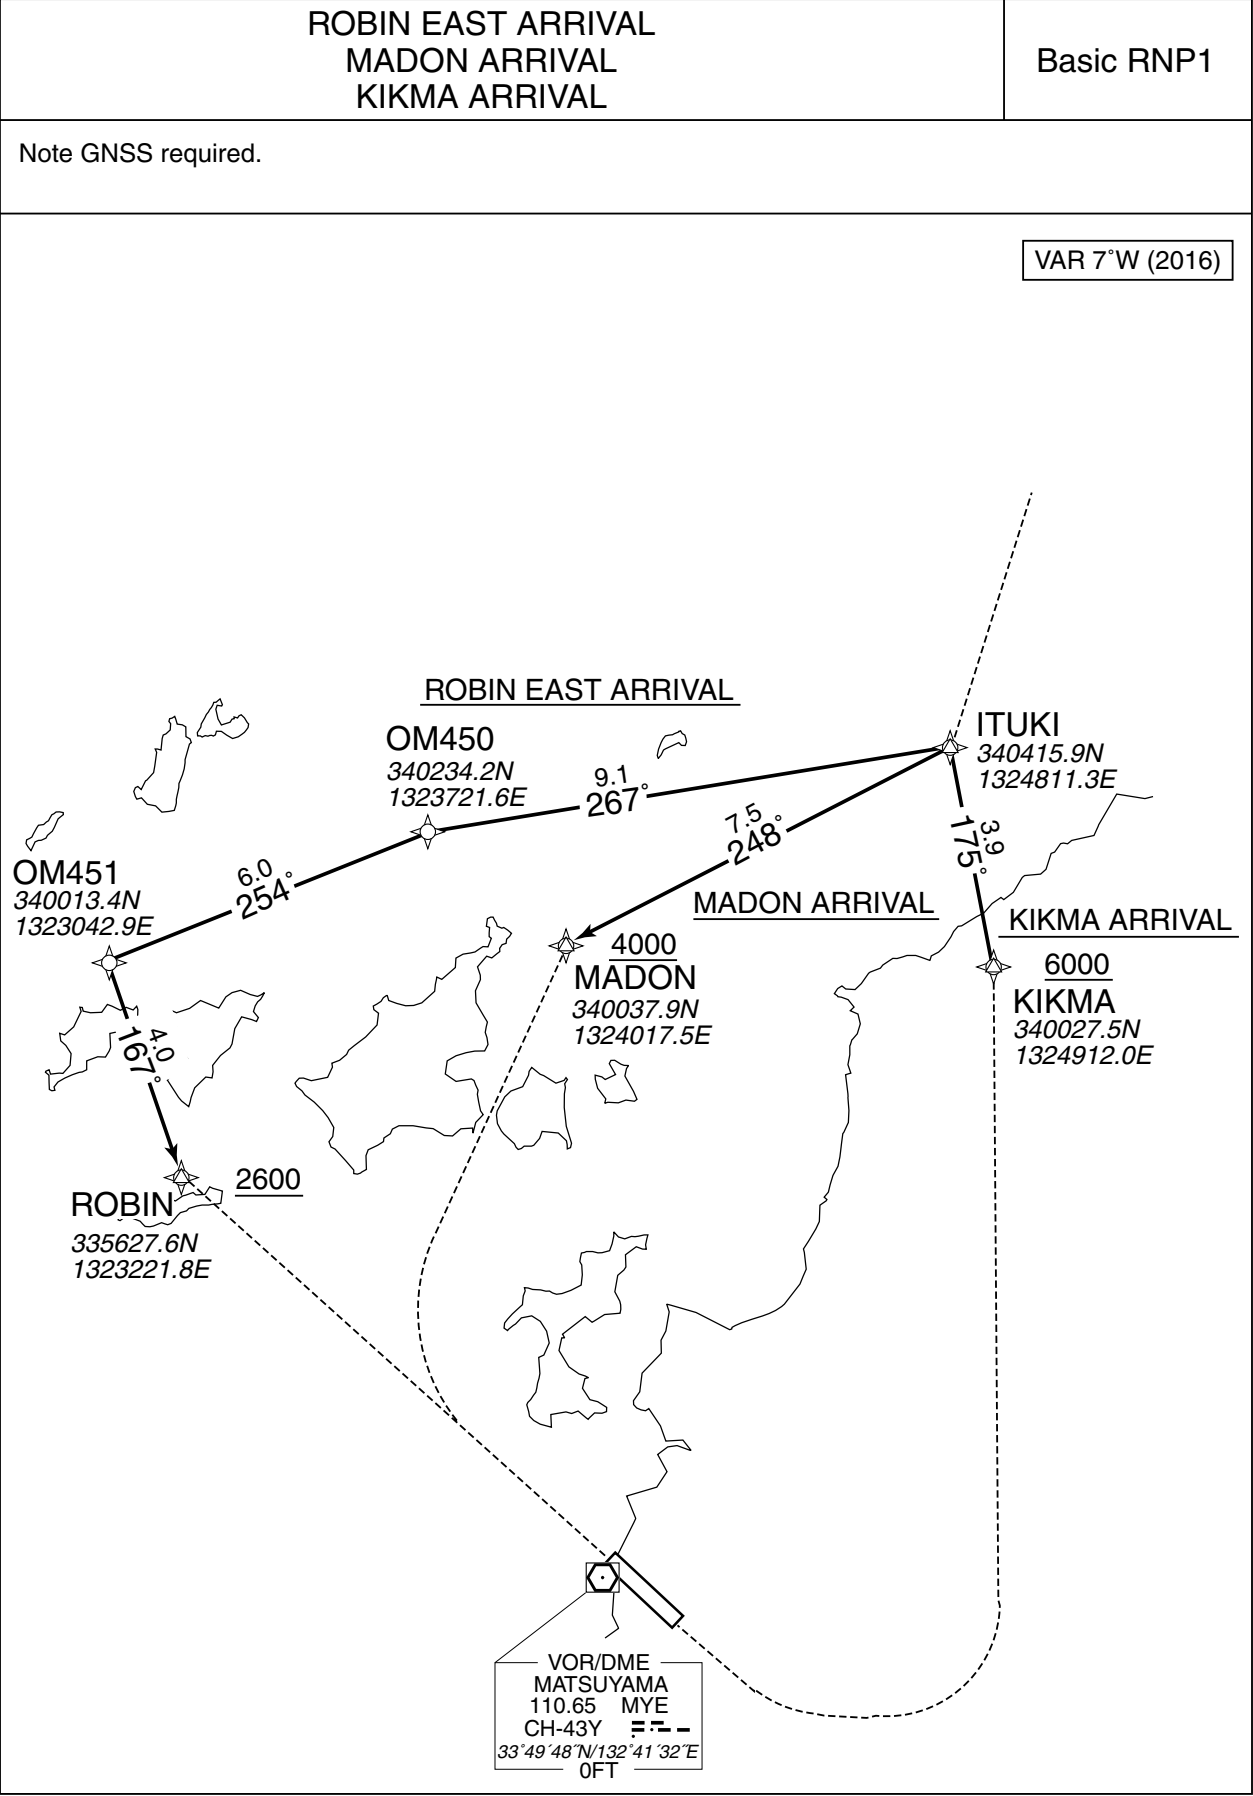 ROBIN EAST ARRIVAL
MADON ARRIVAL
KIKMA ARRIVAL
Basic RNP1
Note GNSS required.
VAR 7°W (2016)
ROBIN EAST ARRIVAL
ITUKI
340415.9N
1324811.3E
OM450
340234.2N
1323721.6E
9.1
267°
7.5
248°
3.9
175°
OM451
340013.4N
1323042.9E
6.0
254°
MADON ARRIVAL
KIKMA ARRIVAL
4000
MADON
340037.9N
1324017.5E
6000
KIKMA
340027.5N
1324912.0E
4.0
167°
2600
ROBIN
335627.6N
1323221.8E
VOR/DME
MATSUYAMA
110.65 MYE
CH-43Y
33°49´48˝N/132°41´32˝E
0FT